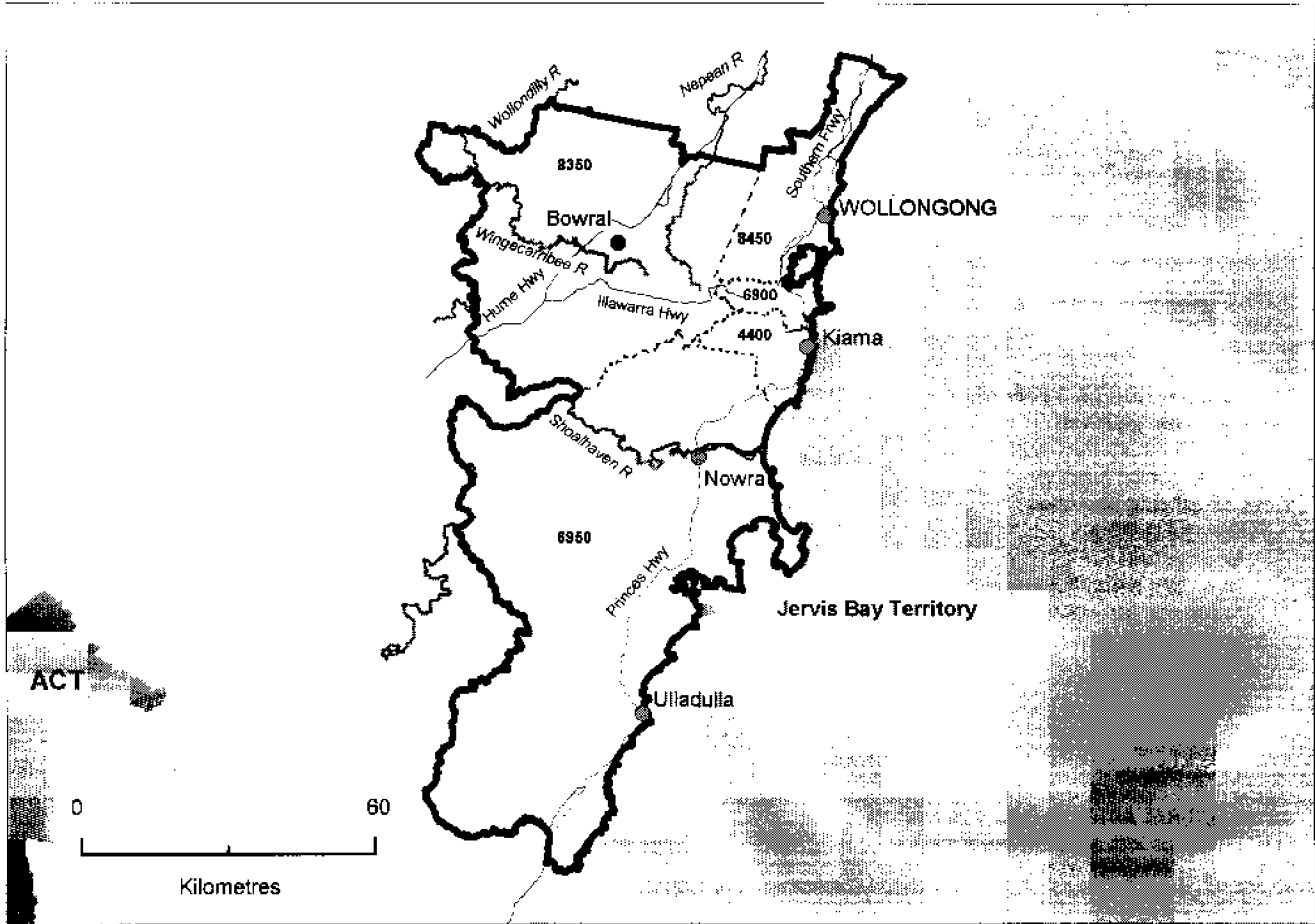 Wollondilly R
Nepean R
Southern Frwy
8350
WOLLONGONG
Bowral
8450
Wingecarribee R
Hume Hwy
6900
Illawarra Hwy
4400
Kiama
Shoalhaven R
Nowra
6950
Princes Hwy
Jervis Bay Territory
ACT
Ulladulla
0 60
Kilometres